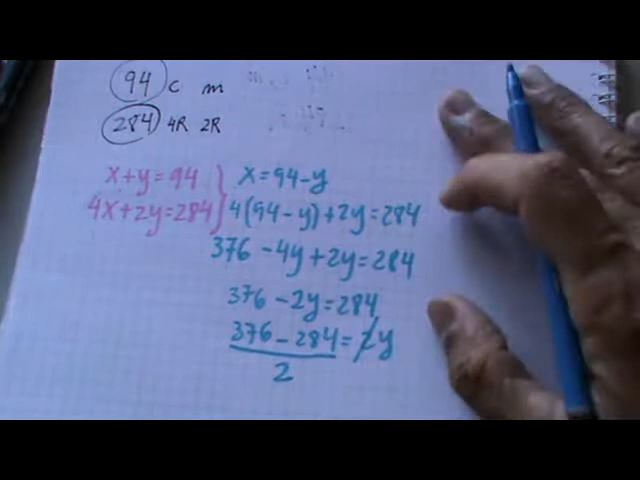 94 c m
284 4R 2R
x+y=94 } x=94-y
4x+2y=284 } 4(94-y)+2y=284
376-4y+2y=284
376-2y=284
376-284=2y
2